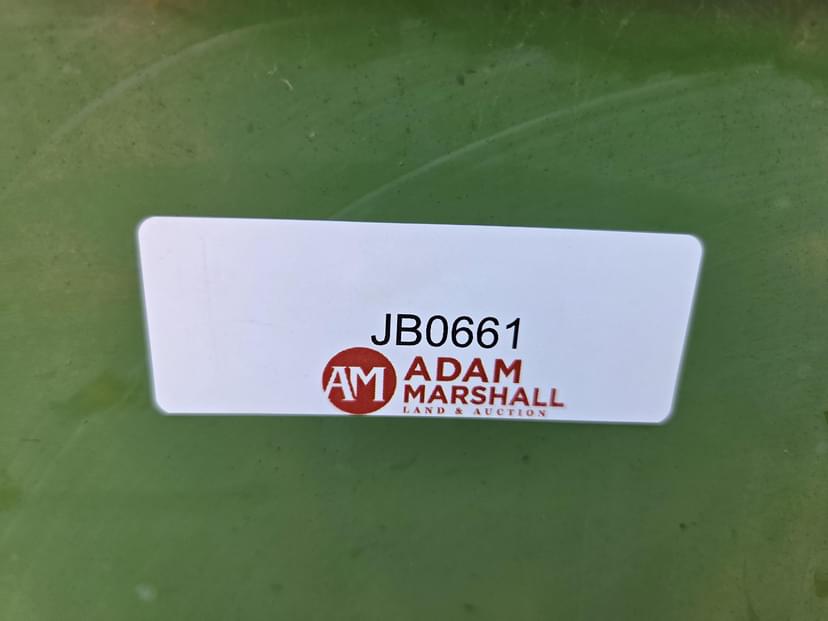 JB0661
AM
ADAM
MARSHALL
LAND & AUCTION